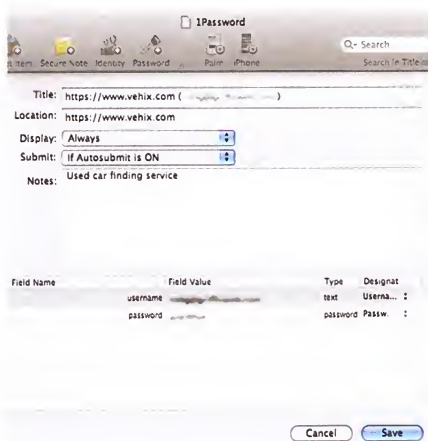 1Password
Item Secure Note Identity Password Palm iPhone
Search
Search In Title
Title: https://www.vehix.com ( )
Location: https://www.vehix.com
Display: Always
Submit: If Autosubmit is ON
Notes: Used car finding service
Field Name Field Value Type Designat
username text Userna... 
password password Passw.
Cancel Save